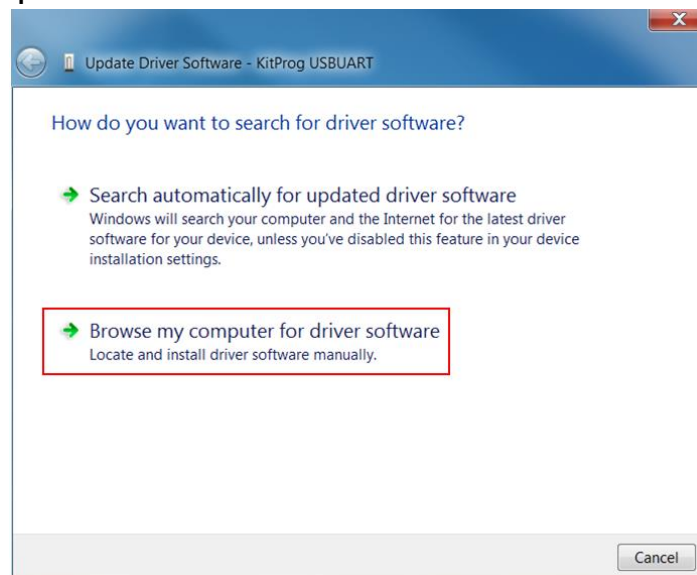 Update Driver Software - KitProg USBUART
How do you want to search for driver software?
Search automatically for updated driver software
Windows will search your computer and the Internet for the latest driver
software for your device, unless you've disabled this feature in your device
installation settings.
Browse my computer for driver software
Locate and install driver software manually.
Cancel